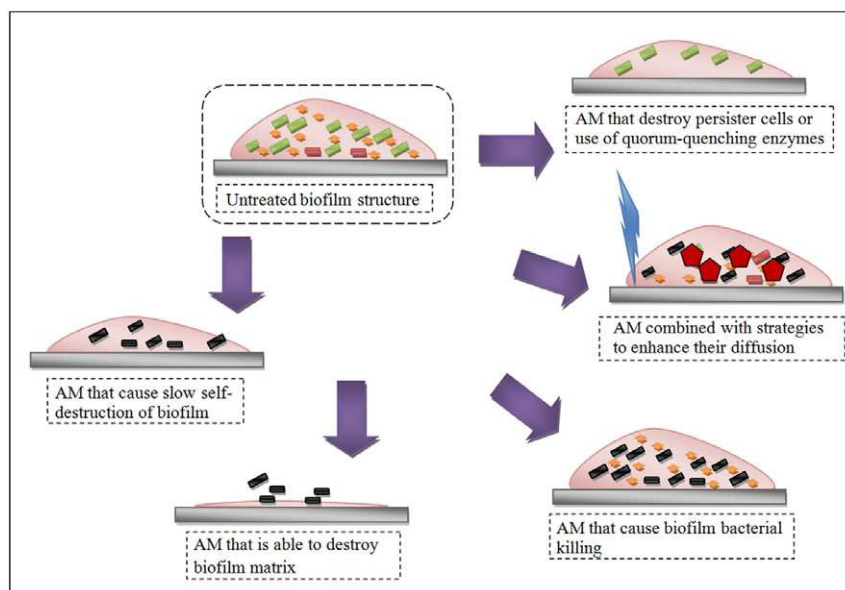 Untreated biofilm structure
AM that destroy persister cells or
use of quorum-quenching enzymes
AM combined with strategies
to enhance their diffusion
AM that cause slow self-
destruction of biofilm
AM that is able to destroy
biofilm matrix
AM that cause biofilm bacterial
killing